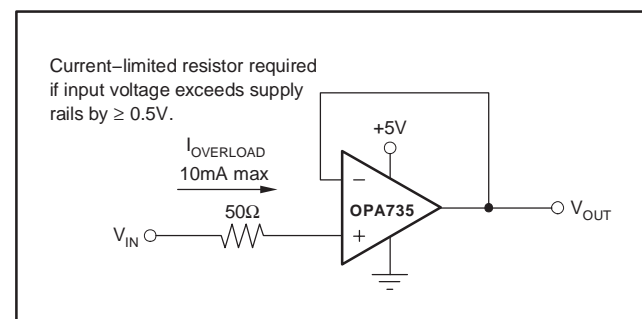 Current–limited resistor required
if input voltage exceeds supply
rails by ≥ 0.5V.
I_OVERLOAD
10mA max
50Ω
V_IN
+5V
−
+
OPA735
V_OUT